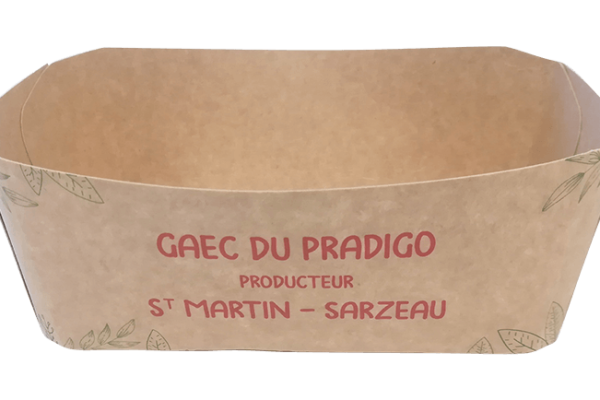 GAEC DU PRADIGO
PRODUCTEUR
ST MARTIN – SARZEAU